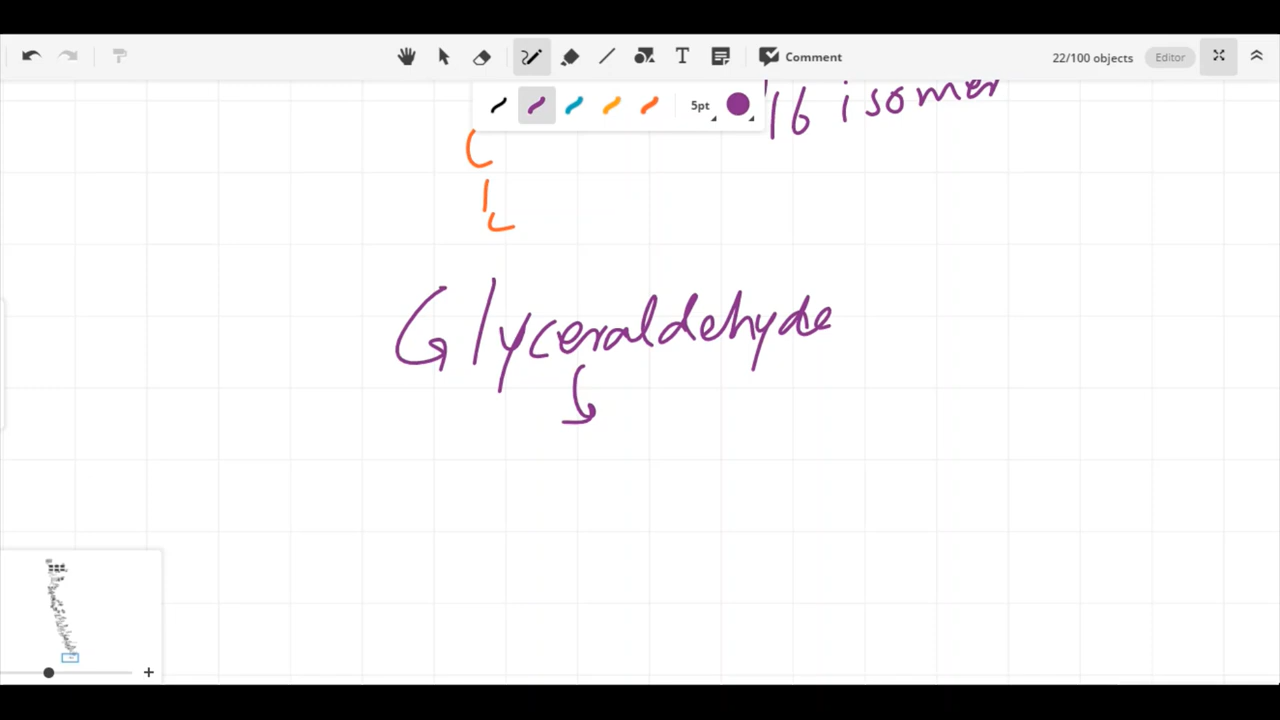 Comment
22/100 objects
Editor
5pt
16 isomer
C
C
Glyceraldehyde